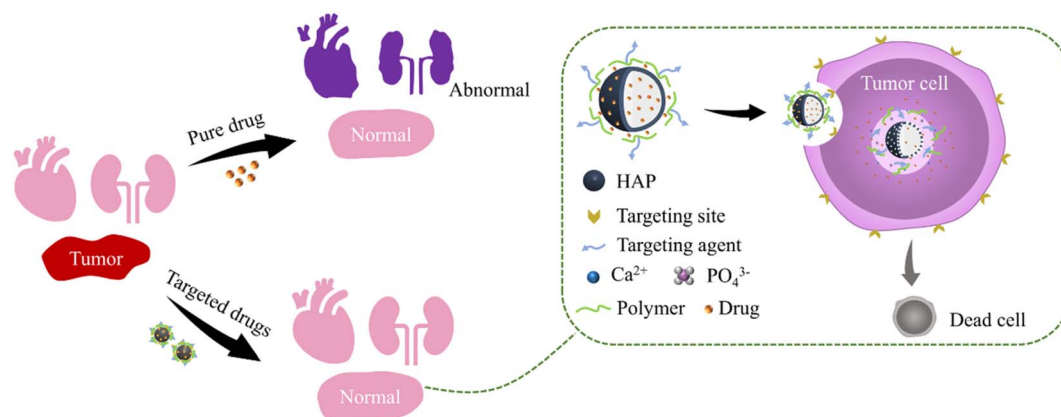 Abnormal
Pure drug
Normal
Tumor
Targeted drugs
Normal
Tumor cell
HAP
Targeting site
Targeting agent
Ca²⁺ PO₄³⁻
Polymer Drug
Dead cell